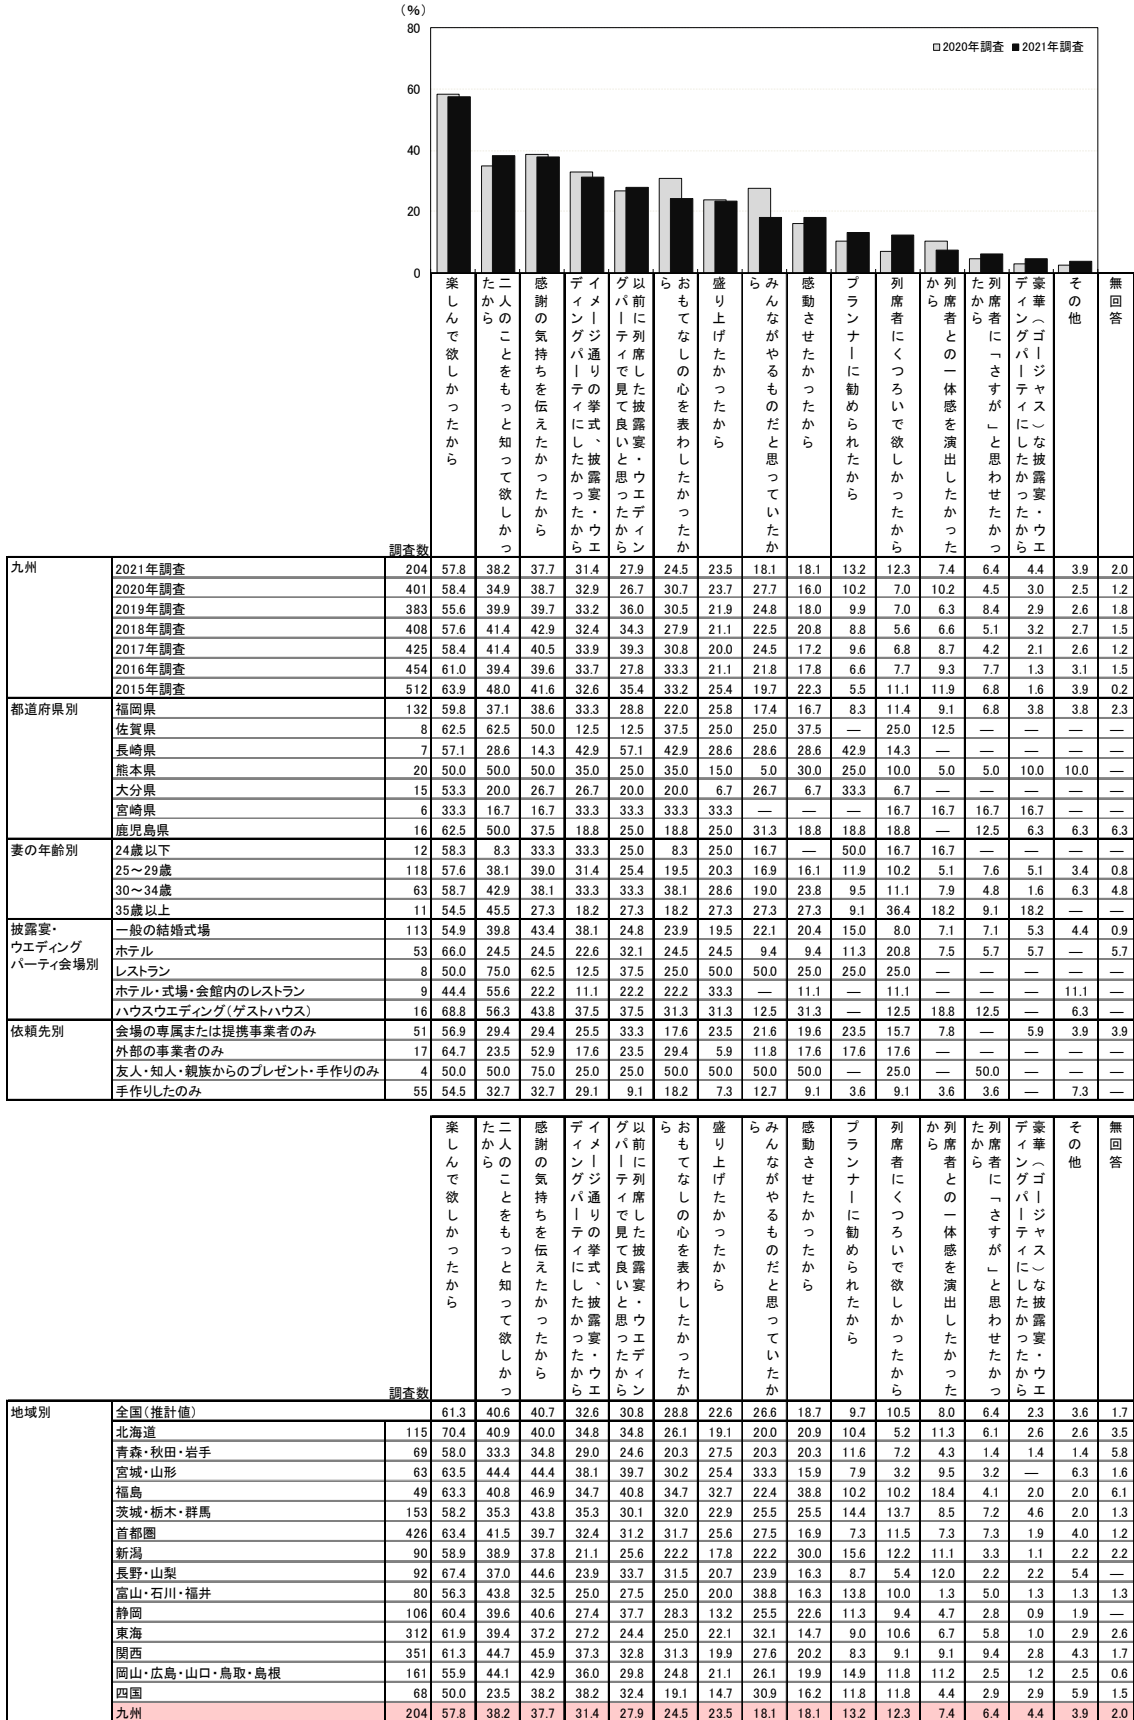 (％)
80
60
40
20
0
□2020年調査 ■2021年調査
楽しんで欲しかったから
二人のことをもっと知って欲しかったから
感謝の気持ちを伝えたかったから
イメージ通りの挙式、披露宴・ウエディングパーティにしたかったから
以前に列席した披露宴・ウエディングパーティで見て良いと思ったから
おもてなしの心を表わしたかったから
盛り上げたかったから
みんながやるものだと思っていたから
感動させたかったから
プランナーに勧められたから
列席者にくつろいで欲しかったから
列席者との一体感を演出したかったから
列席者に「さすが」と思わせたかったから
豪華（ゴージャス）な披露宴・ウエディングパーティにしたかったから
その他
無回答
調査数
九州 2021年調査 204 57.8 38.2 37.7 31.4 27.9 24.5 23.5 18.1 18.1 13.2 12.3 7.4 6.4 4.4 3.9 2.0
2020年調査 401 58.4 34.9 38.7 32.9 26.7 30.7 23.7 27.7 16.0 10.2 7.0 10.2 4.5 3.0 2.5 1.2
2019年調査 383 55.6 39.9 39.7 33.2 36.0 30.5 21.9 24.8 18.0 9.9 7.0 6.3 8.4 2.9 2.6 1.8
2018年調査 408 57.6 41.4 42.9 32.4 34.3 27.9 21.1 22.5 20.8 8.8 5.6 6.6 5.1 3.2 2.7 1.5
2017年調査 425 58.4 41.4 40.5 33.9 39.3 30.8 20.0 24.5 17.2 9.6 6.8 8.7 4.2 2.1 2.6 1.2
2016年調査 454 61.0 39.4 39.6 33.7 27.8 33.3 21.1 21.8 17.8 6.6 7.7 9.3 7.7 1.3 3.1 1.5
2015年調査 512 63.9 48.0 41.6 32.6 35.4 33.2 25.4 19.7 22.3 5.5 11.1 11.9 6.8 1.6 3.9 0.2
都道府県別 福岡県 132 59.8 37.1 38.6 33.3 28.8 22.0 25.8 17.4 16.7 8.3 11.4 9.1 6.8 3.8 3.8 2.3
佐賀県 8 62.5 62.5 50.0 12.5 12.5 37.5 25.0 25.0 37.5 — 25.0 12.5 — — — —
長崎県 7 57.1 28.6 14.3 42.9 57.1 42.9 28.6 28.6 28.6 42.9 14.3 — — — — —
熊本県 20 50.0 50.0 50.0 35.0 25.0 35.0 15.0 5.0 30.0 25.0 10.0 5.0 5.0 10.0 10.0 —
大分県 15 53.3 20.0 26.7 26.7 20.0 20.0 6.7 26.7 6.7 33.3 6.7 — — — — —
宮崎県 6 33.3 16.7 16.7 33.3 33.3 33.3 33.3 — — — 16.7 16.7 16.7 16.7 — —
鹿児島県 16 62.5 50.0 37.5 18.8 25.0 18.8 25.0 31.3 18.8 18.8 18.8 — 12.5 6.3 6.3 6.3
妻の年齢別 24歳以下 12 58.3 8.3 33.3 33.3 25.0 8.3 25.0 16.7 — 50.0 16.7 16.7 — — — —
25～29歳 118 57.6 38.1 39.0 31.4 25.4 19.5 20.3 16.9 16.1 11.9 10.2 5.1 7.6 5.1 3.4 0.8
30～34歳 63 58.7 42.9 38.1 33.3 33.3 38.1 28.6 19.0 23.8 9.5 11.1 7.9 4.8 1.6 6.3 4.8
35歳以上 11 54.5 45.5 27.3 18.2 27.3 18.2 27.3 27.3 27.3 9.1 36.4 18.2 9.1 18.2 — —
披露宴・
ウエディング
パーティ会場別
一般の結婚式場 113 54.9 39.8 43.4 38.1 24.8 23.9 19.5 22.1 20.4 15.0 8.0 7.1 7.1 5.3 4.4 0.9
ホテル 53 66.0 24.5 24.5 22.6 32.1 24.5 24.5 9.4 9.4 11.3 20.8 7.5 5.7 5.7 — 5.7
レストラン 8 50.0 75.0 62.5 12.5 37.5 25.0 50.0 50.0 25.0 25.0 25.0 — — — — —
ホテル・式場・会館内のレストラン 9 44.4 55.6 22.2 11.1 22.2 22.2 33.3 — 11.1 — 11.1 — — — 11.1 —
ハウスウエディング(ゲストハウス) 16 68.8 56.3 43.8 37.5 37.5 31.3 31.3 12.5 31.3 — 12.5 18.8 12.5 — 6.3 —
依頼先別 会場の専属または提携事業者のみ 51 56.9 29.4 29.4 25.5 33.3 17.6 23.5 21.6 19.6 23.5 15.7 7.8 — 5.9 3.9 3.9
外部の事業者のみ 17 64.7 23.5 52.9 17.6 23.5 29.4 5.9 11.8 17.6 17.6 17.6 — — — — —
友人・知人・親族からのプレゼント・手作りのみ 4 50.0 50.0 75.0 25.0 25.0 50.0 50.0 50.0 50.0 — 25.0 — 50.0 — — —
手作りしたのみ 55 54.5 32.7 32.7 29.1 9.1 18.2 7.3 12.7 9.1 3.6 9.1 3.6 3.6 — 7.3 —
楽しんで欲しかったから
二人のことをもっと知って欲しかったから
感謝の気持ちを伝えたかったから
イメージ通りの挙式、披露宴・ウエディングパーティにしたかったから
以前に列席した披露宴・ウエディングパーティで見て良いと思ったから
おもてなしの心を表わしたかったから
盛り上げたかったから
みんながやるものだと思っていたから
感動させたかったから
プランナーに勧められたから
列席者にくつろいで欲しかったから
列席者との一体感を演出したかったから
列席者に「さすが」と思わせたかったから
豪華（ゴージャス）な披露宴・ウエディングパーティにしたかったから
その他
無回答
調査数
地域別 全国(推計値) 61.3 40.6 40.7 32.6 30.8 28.8 22.6 26.6 18.7 9.7 10.5 8.0 6.4 2.3 3.6 1.7
北海道 115 70.4 40.9 40.0 34.8 34.8 26.1 19.1 20.0 20.9 10.4 5.2 11.3 6.1 2.6 2.6 3.5
青森・秋田・岩手 69 58.0 33.3 34.8 29.0 24.6 20.3 27.5 20.3 20.3 11.6 7.2 4.3 1.4 1.4 1.4 5.8
宮城・山形 63 63.5 44.4 44.4 38.1 39.7 30.2 25.4 33.3 15.9 7.9 3.2 9.5 3.2 — 6.3 1.6
福島 49 63.3 40.8 46.9 34.7 40.8 34.7 32.7 22.4 38.8 10.2 10.2 18.4 4.1 2.0 2.0 6.1
茨城・栃木・群馬 153 58.2 35.3 43.8 35.3 30.1 32.0 22.9 25.5 25.5 14.4 13.7 8.5 7.2 4.6 2.0 1.3
首都圏 426 63.4 41.5 39.7 32.4 31.2 31.7 25.6 27.5 16.9 7.3 11.5 7.3 7.3 1.9 4.0 1.2
新潟 90 58.9 38.9 37.8 21.1 25.6 22.2 17.8 22.2 30.0 15.6 12.2 11.1 3.3 1.1 2.2 2.2
長野・山梨 92 67.4 37.0 44.6 23.9 33.7 31.5 20.7 23.9 16.3 8.7 5.4 12.0 2.2 2.2 5.4 —
富山・石川・福井 80 56.3 43.8 32.5 25.0 27.5 25.0 20.0 38.8 16.3 13.8 10.0 1.3 5.0 1.3 1.3 1.3
静岡 106 60.4 39.6 40.6 27.4 37.7 28.3 13.2 25.5 22.6 11.3 9.4 4.7 2.8 0.9 1.9 —
東海 312 61.9 39.4 37.2 27.2 24.4 25.0 22.1 32.1 14.7 9.0 10.6 6.7 5.8 1.0 2.9 2.6
関西 351 61.3 44.7 45.9 37.3 32.8 31.3 19.9 27.6 20.2 8.3 9.1 9.1 9.4 2.8 4.3 1.7
岡山・広島・山口・鳥取・島根 161 55.9 44.1 42.9 36.0 29.8 24.8 21.1 26.1 19.9 14.9 11.8 11.2 2.5 1.2 2.5 0.6
四国 68 50.0 23.5 38.2 38.2 32.4 19.1 14.7 30.9 16.2 11.8 11.8 4.4 2.9 2.9 5.9 1.5
九州 204 57.8 38.2 37.7 31.4 27.9 24.5 23.5 18.1 18.1 13.2 12.3 7.4 6.4 4.4 3.9 2.0